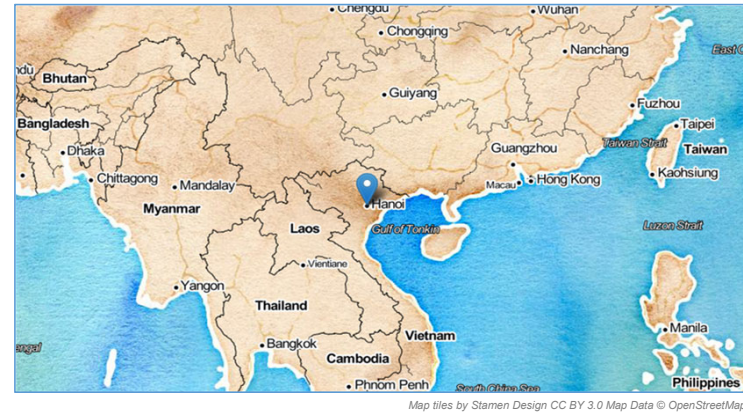 Chengdu
Wuhan
Chongqing
Nanchang
East C
ndu
Bhutan
Guiyang
Fuzhou
Bangladesh
Taipei
Dhaka
Guangzhou
Taiwan Strait
Taiwan
Chittagong
Mandalay
Macau
Hong Kong
Kaohsiung
Hanoi
Myanmar
Laos
Gulf of Tonkin
Luzon Strait
Vientiane
Yangon
Thailand
Manila
Vietnam
Bangkok
engal
Cambodia
Phnom Penh
South China Sea
Philippines
Map tiles by Stamen Design CC BY 3.0 Map Data © OpenStreetMap